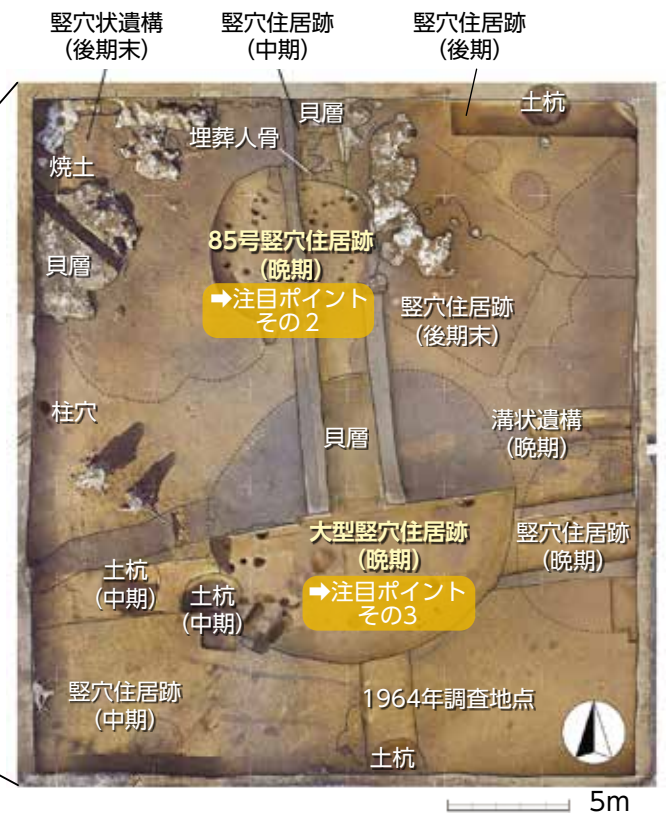 竪穴状遺構
(後期末)
竪穴住居跡
(中期)
竪穴住居跡
(後期)
土杭
貝層
埋葬人骨
焼土
85号竪穴住居跡
(晩期)
➡注目ポイント
その2
貝層
竪穴住居跡
(後期末)
柱穴
貝層
溝状遺構
(晩期)
大型竪穴住居跡
(晩期)
➡注目ポイント
その3
竪穴住居跡
(晩期)
土杭
(中期)
土杭
(中期)
竪穴住居跡
(中期)
1964年調査地点
土杭
5m